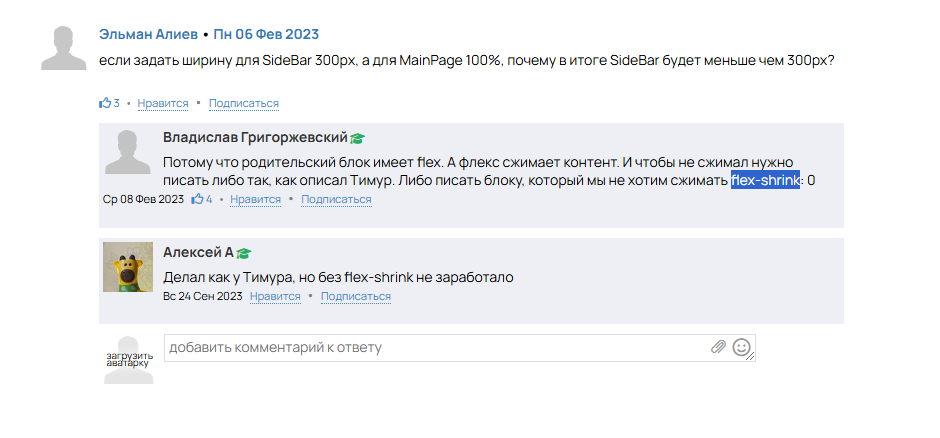 Эльман Алиев • Пн 06 Фев 2023
если задать ширину для SideBar 300px, а для MainPage 100%, почему в итоге SideBar будет меньше чем 300px?
3 • Нравится • Подписаться
Владислав Григоржевский
Потому что родительский блок имеет flex. А флекс сжимает контент. И чтобы не сжимал нужно
писать либо так, как описал Тимур. Либо писать блоку, который мы не хотим сжимать flex-shrink: 0
Ср 08 Фев 2023 4 • Нравится • Подписаться
Алексей А
Делал как у Тимура, но без flex-shrink не заработало
Вс 24 Сен 2023 Нравится • Подписаться
загрузить
аватарку
добавить комментарий к ответу